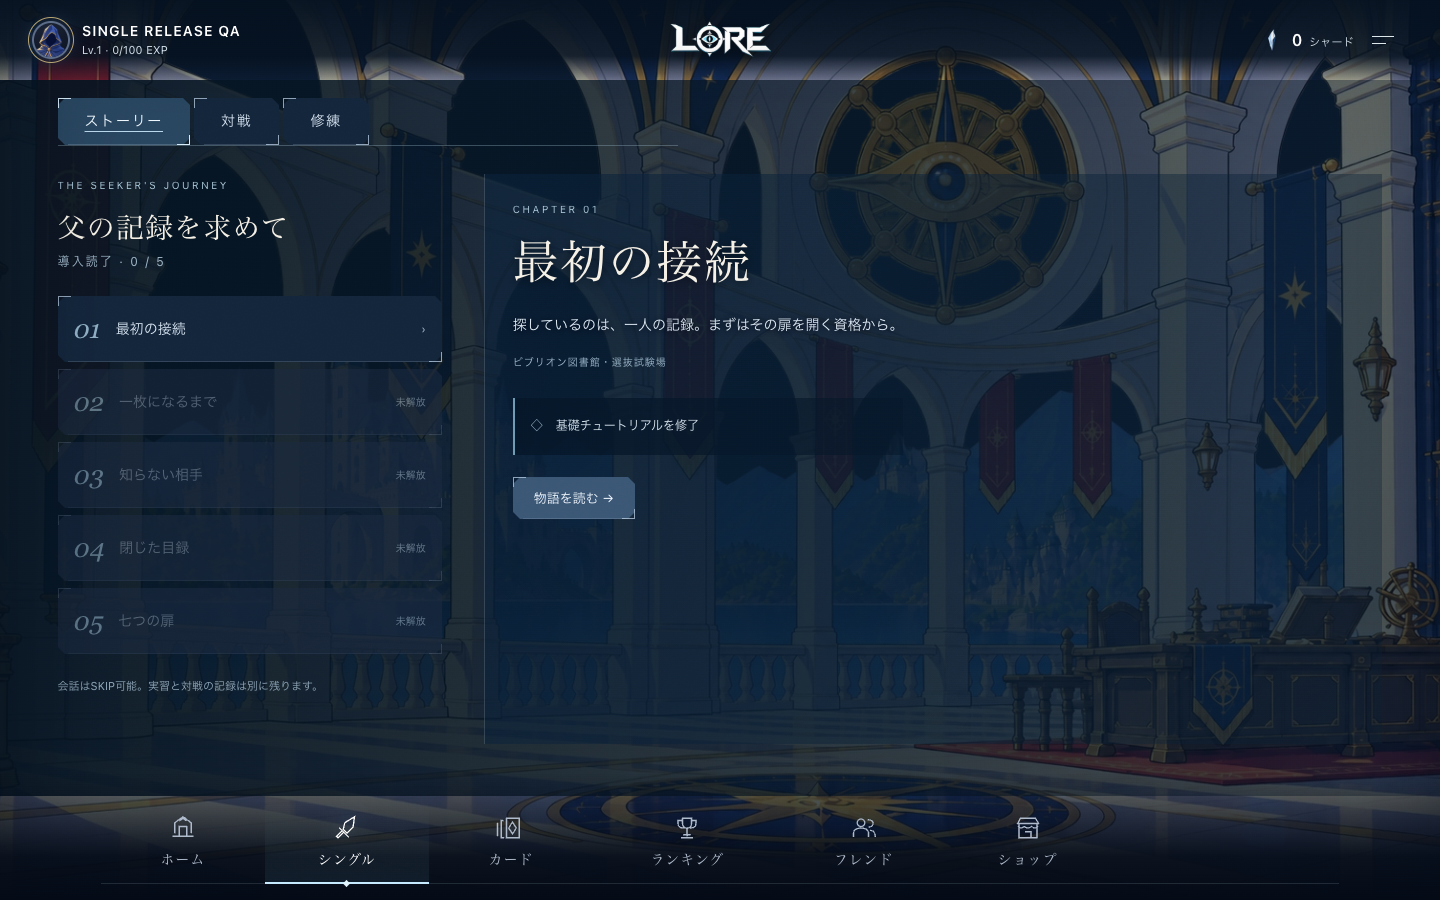 SINGLE RELEASE QA
Lv.1 · 0/100 EXP
LORE
0 シャード
ストーリー
対戦
修練
THE SEEKER'S JOURNEY
父の記録を求めて
導入読了 · 0 / 5
01 最初の接続 ›
02 一枚になるまで 未解放
03 知らない相手 未解放
04 閉じた目録 未解放
05 七つの扉 未解放
会話はSKIP可能。実習と対戦の記録は別に残ります。
CHAPTER 01
最初の接続
探しているのは、一人の記録。まずはその扉を開く資格から。
ビブリオン図書館・選抜試験場
◇ 基礎チュートリアルを修了
物語を読む →
ホーム
シングル
カード
ランキング
フレンド
ショップ